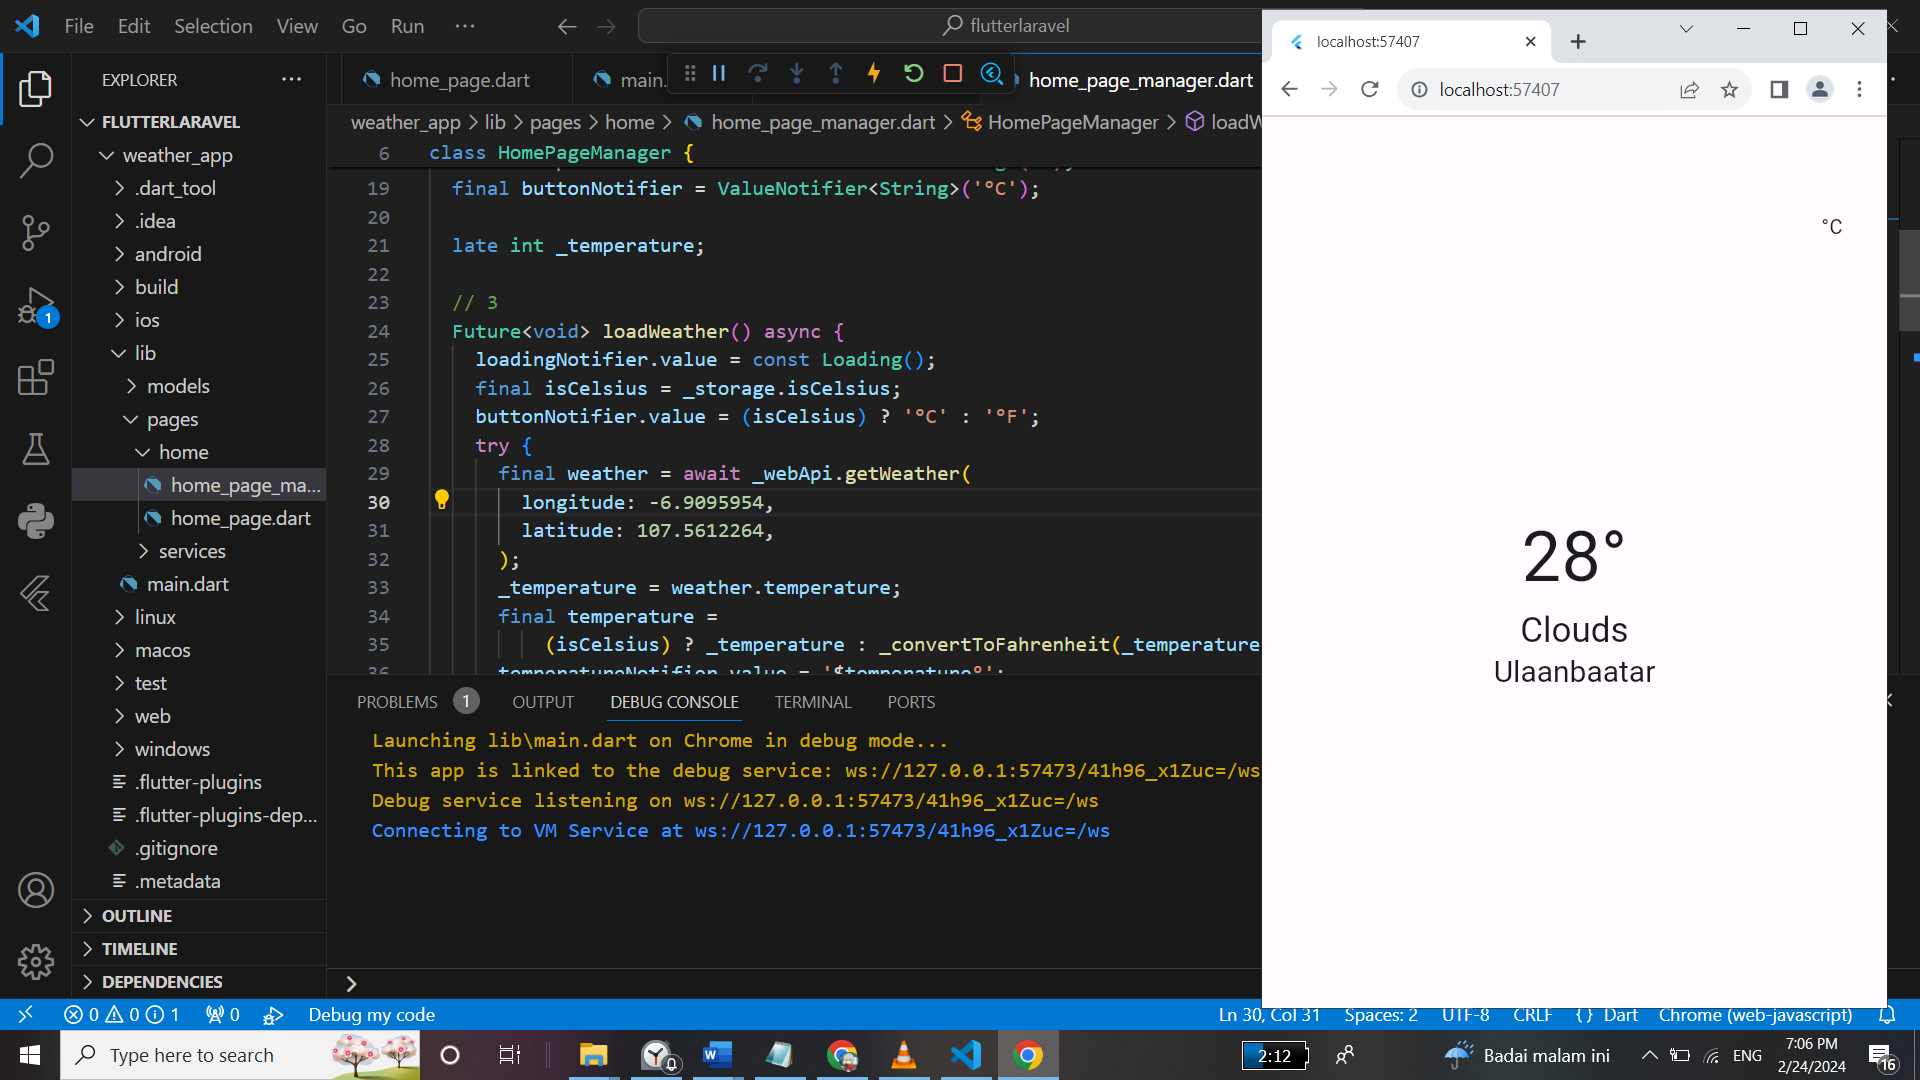 File Edit Selection View Go Run
flutterlaravel
EXPLORER
FLUTTERLARAVEL
weather_app
.dart_tool
.idea
android
build
ios
lib
models
pages
home
home_page_ma...
home_page.dart
services
main.dart
linux
macos
test
web
windows
.flutter-plugins
.flutter-plugins-dep...
.gitignore
.metadata
OUTLINE
TIMELINE
DEPENDENCIES
1
home_page.dart
main.
home_page_manager.dart
weather_app > lib > pages > home > home_page_manager.dart > HomePageManager > loadW
6 class HomePageManager {
19 final buttonNotifier = ValueNotifier<String>('°C');
20
21 late int _temperature;
22
23 // 3
24 Future<void> loadWeather() async {
25 loadingNotifier.value = const Loading();
26 final isCelsius = _storage.isCelsius;
27 buttonNotifier.value = (isCelsius) ? '°C' : '°F';
28 try {
29 final weather = await _webApi.getWeather(
30 longitude: -6.9095954,
31 latitude: 107.5612264,
32 );
33 _temperature = weather.temperature;
34 final temperature =
35 (isCelsius) ? _temperature : _convertToFahrenheit(_temperature
36 temperatureNotifier.value = '$temperature°';
PROBLEMS 1 OUTPUT DEBUG CONSOLE TERMINAL PORTS
Launching lib\main.dart on Chrome in debug mode...
This app is linked to the debug service: ws://127.0.0.1:57473/41h96_x1Zuc=/ws
Debug service listening on ws://127.0.0.1:57473/41h96_x1Zuc=/ws
Connecting to VM Service at ws://127.0.0.1:57473/41h96_x1Zuc=/ws
localhost:57407
localhost:57407
°C
28°
Clouds
Ulaanbaatar
0 0 1 0 Debug my code
Ln 30, Col 31 Spaces: 2 UTF-8 CRLF {} Dart Chrome (web-javascript)
Type here to search
2:12
Badai malam ini
ENG
7:06 PM
2/24/2024
16